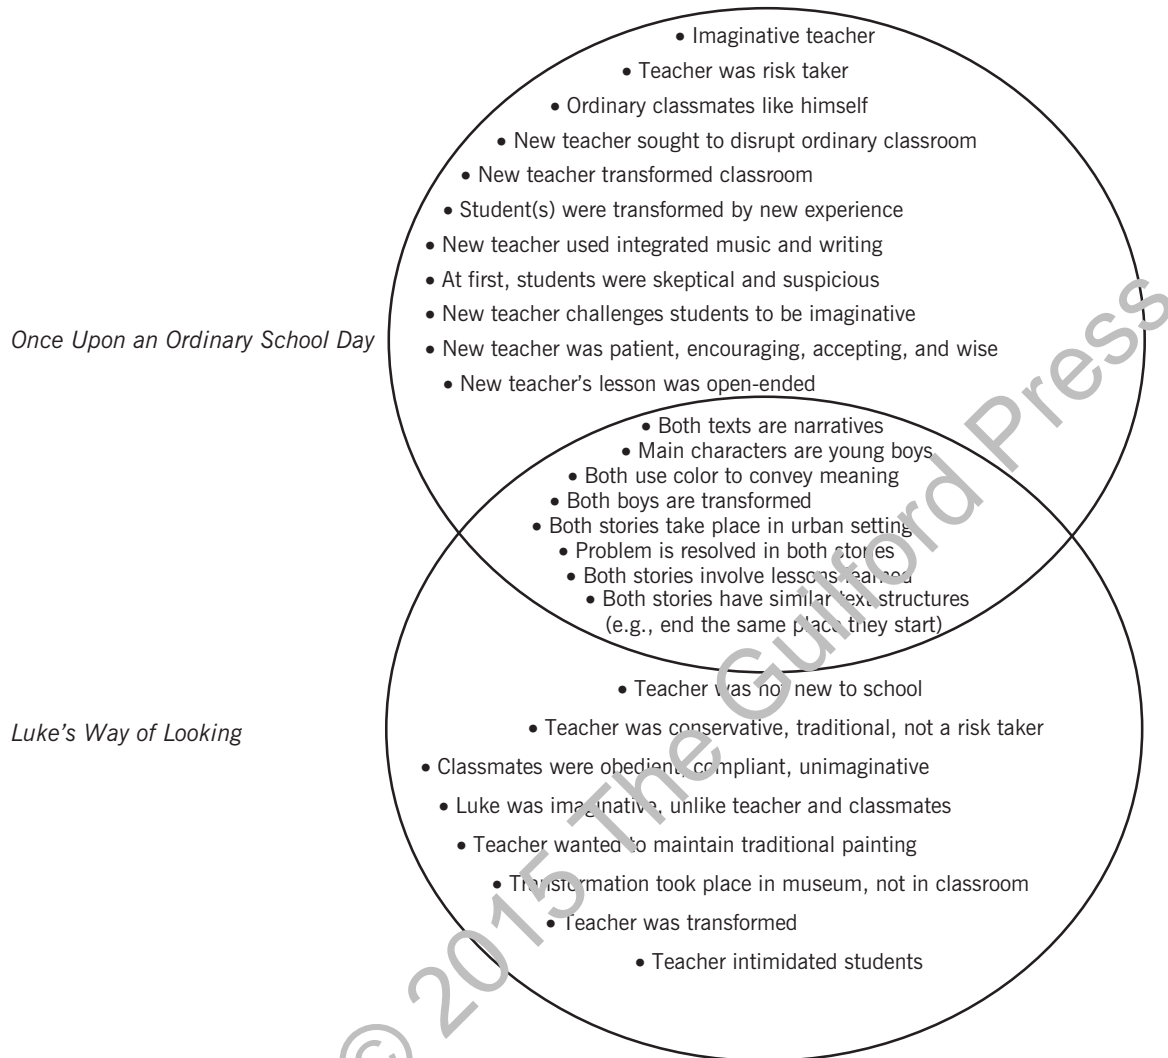 • Imaginative teacher
• Teacher was risk taker
• Ordinary classmates like himself
• New teacher sought to disrupt ordinary classroom
• New teacher transformed classroom
• Student(s) were transformed by new experience
• New teacher used integrated music and writing
• At first, students were skeptical and suspicious
• New teacher challenges students to be imaginative
Once Upon an Ordinary School Day
• New teacher was patient, encouraging, accepting, and wise
• New teacher's lesson was open-ended
• Both texts are narratives
• Main characters are young boys
• Both use color to convey meaning
• Both boys are transformed
• Both stories take place in urban setting
• Problem is resolved in both stories
• Both stories involve lessons learned
• Both stories have similar text structures
(e.g., end the same place they start)
• Teacher was not new to school
Luke's Way of Looking
• Teacher was conservative, traditional, not a risk taker
• Classmates were obedient, compliant, unimaginative
• Luke was imaginative, unlike teacher and classmates
• Teacher wanted to maintain traditional painting
• Transformation took place in museum, not in classroom
• Teacher was transformed
• Teacher intimidated students
© 2015 The Guilford Press